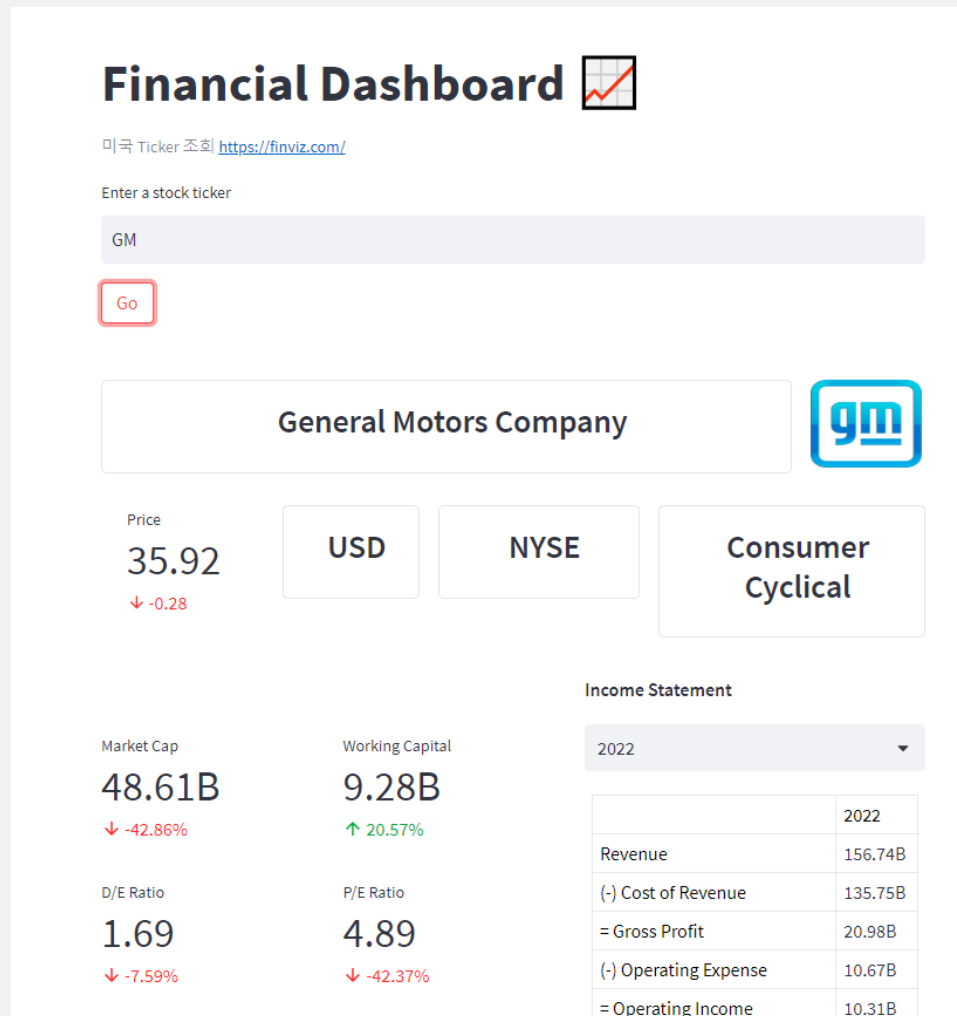 Financial Dashboard
미국 Ticker 조회 https://finviz.com/
Enter a stock ticker
GM
Go
General Motors Company
gm
Price
35.92
↓ -0.28
USD
NYSE
Consumer
Cyclical
Income Statement
Market Cap
48.61B
↓ -42.86%
Working Capital
9.28B
↑ 20.57%
D/E Ratio
1.69
↓ -7.59%
P/E Ratio
4.89
↓ -42.37%
2022
2022
Revenue 156.74B
(-) Cost of Revenue 135.75B
= Gross Profit 20.98B
(-) Operating Expense 10.67B
= Operating Income 10.31B